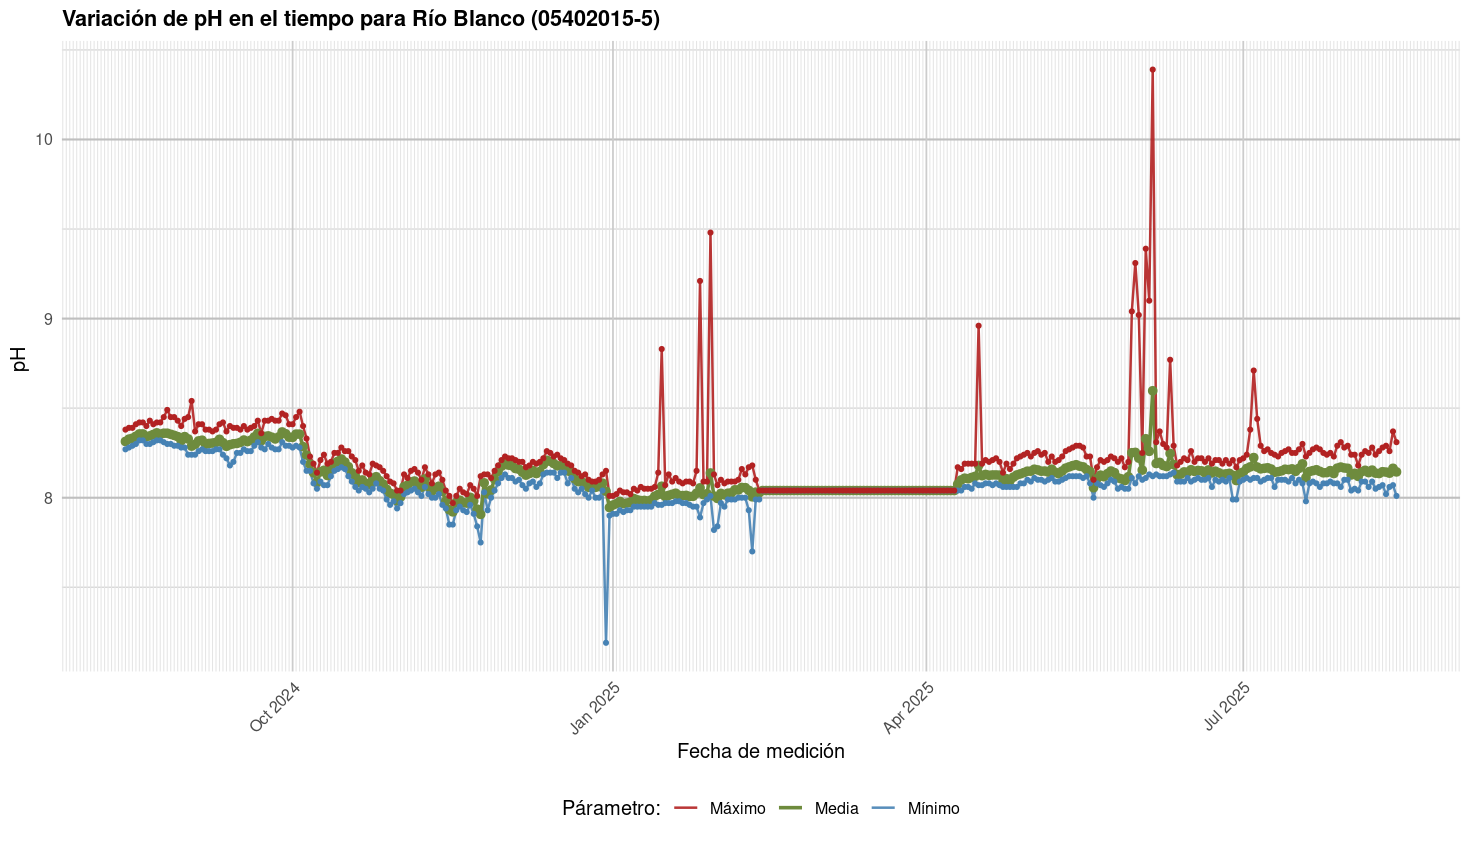 Variación de pH en el tiempo para Río Blanco (05402015-5)
pH
10
9
8
Oct 2024
Jan 2025
Apr 2025
Jul 2025
Fecha de medición
Párametro: Máximo Media Mínimo